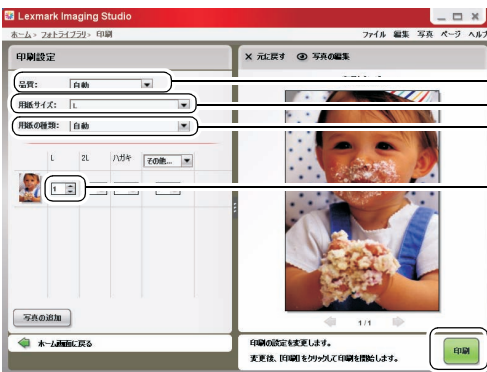 Lexmark Imaging Studio
ホーム > フォトライブラリ > 印刷
ファイル 編集 写真 ページ ヘルプ
印刷設定
× 元に戻す 写真の編集
品質: 自動
用紙サイズ: L
用紙の種類: 自動
L 2L ハガキ その他...
1
写真の追加
1/1
ホーム画面に戻る
印刷の設定を変更します。
変更後、[印刷]をクリックして印刷を開始します。
印刷